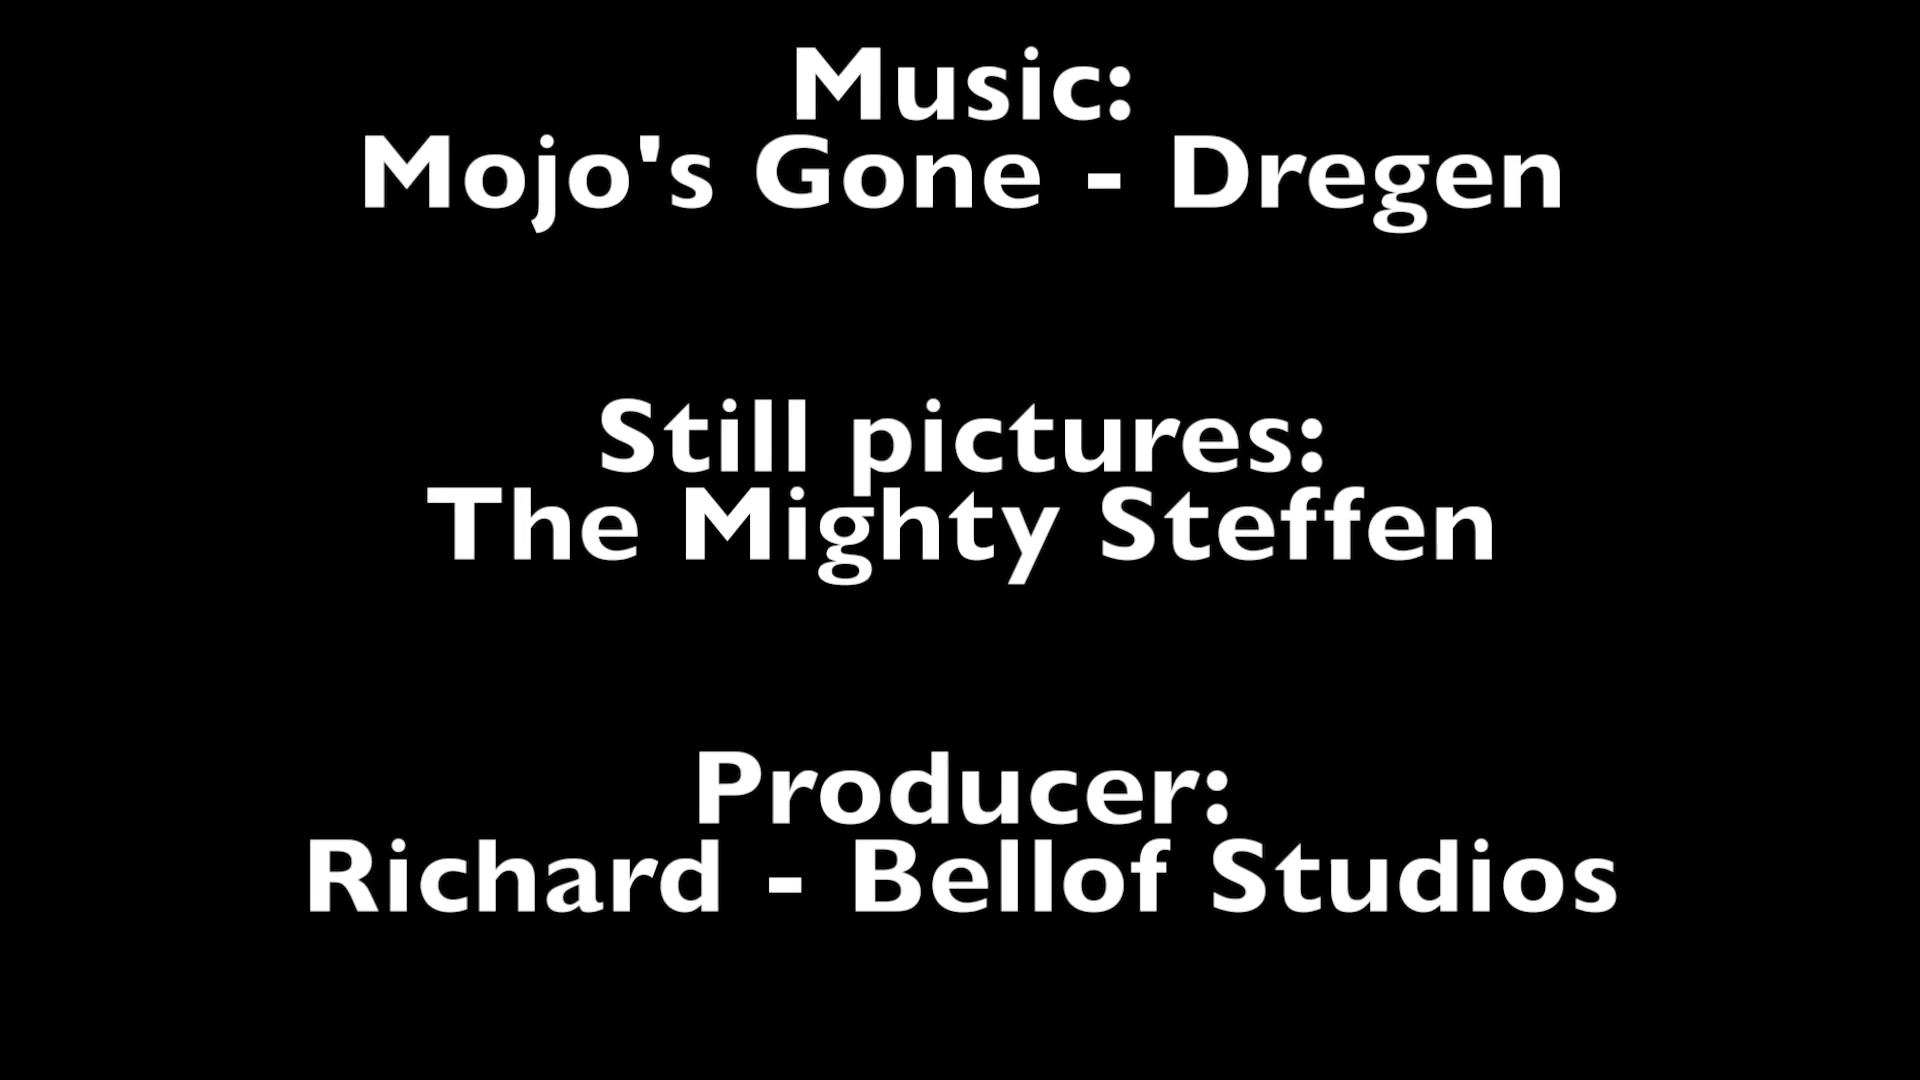 Music:
Mojo's Gone - Dregen
Still pictures:
The Mighty Steffen
Producer:
Richard - Bellof Studios